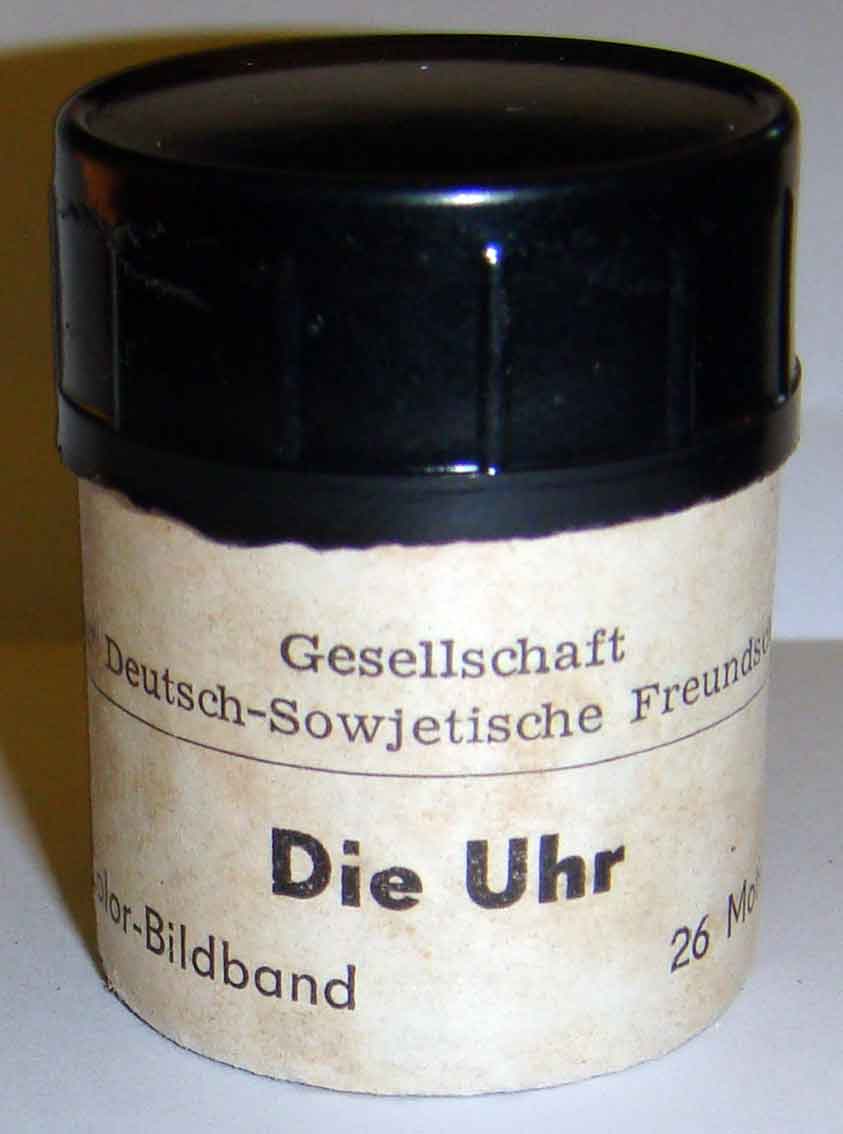 Gesellschaft
Deutsch-Sowjetische
Die Uhr
-Bildband 26